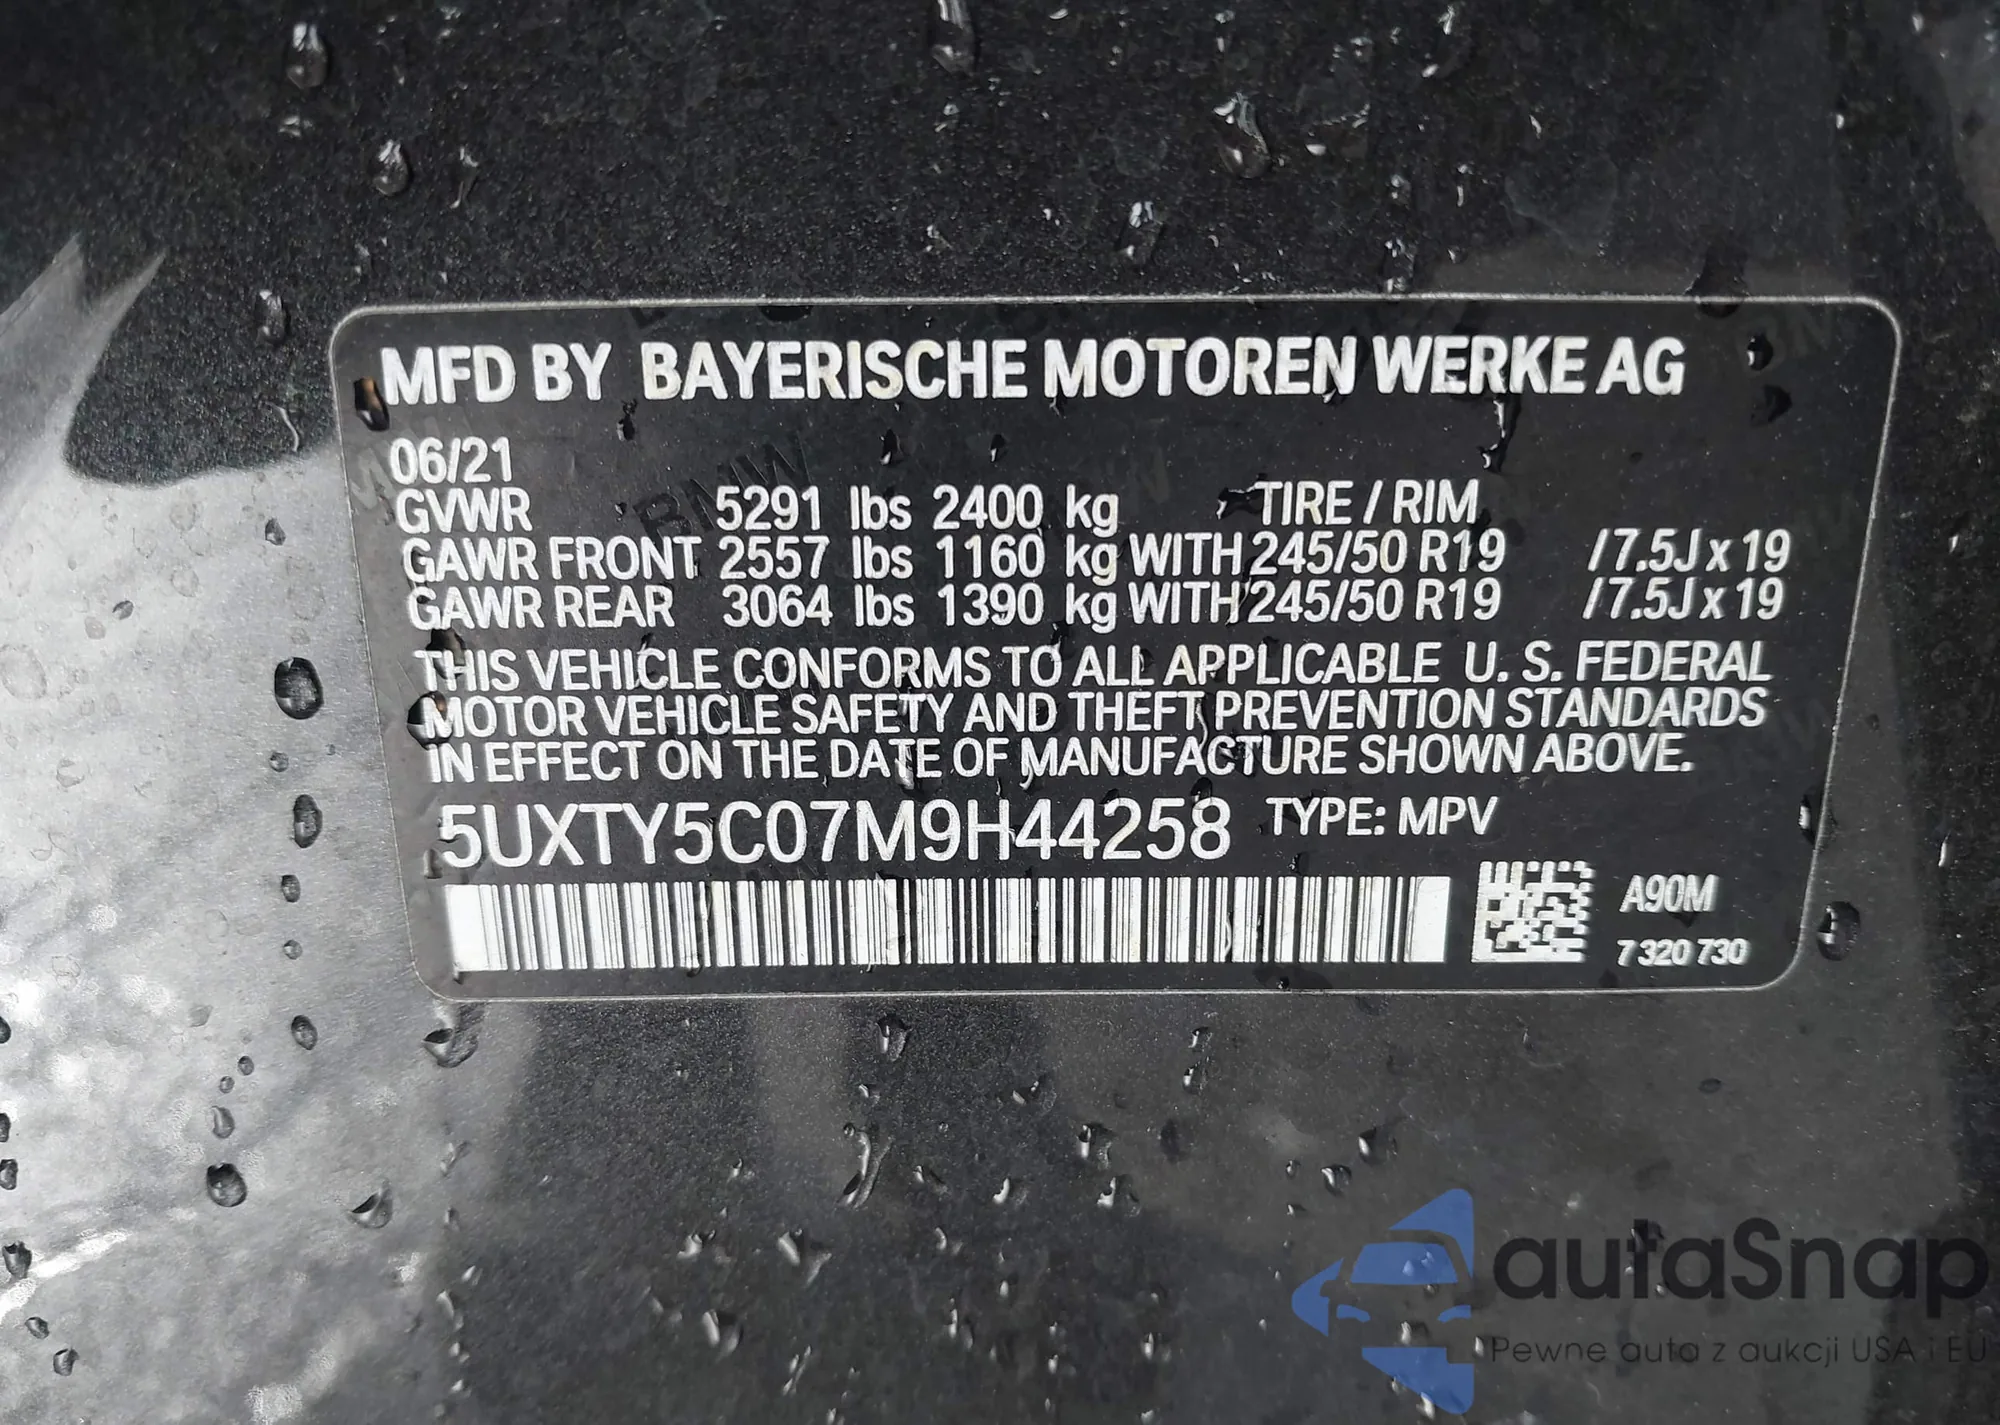 MFD BY BAYERISCHE MOTOREN WERKE AG
06/21
GVWR 5291 lbs 2400 kg TIRE / RIM
GAWR FRONT 2557 lbs 1160 kg WITH 245/50 R19 /7.5J x 19
GAWR REAR 3064 lbs 1390 kg WITH 245/50 R19 /7.5J x 19
THIS VEHICLE CONFORMS TO ALL APPLICABLE U. S. FEDERAL
MOTOR VEHICLE SAFETY AND THEFT PREVENTION STANDARDS
IN EFFECT ON THE DATE OF MANUFACTURE SHOWN ABOVE.
5UXTY5C07M9H44258 TYPE: MPV
A90M
7 320 730
autaSnap
Pewne auta z aukcji USA i EU